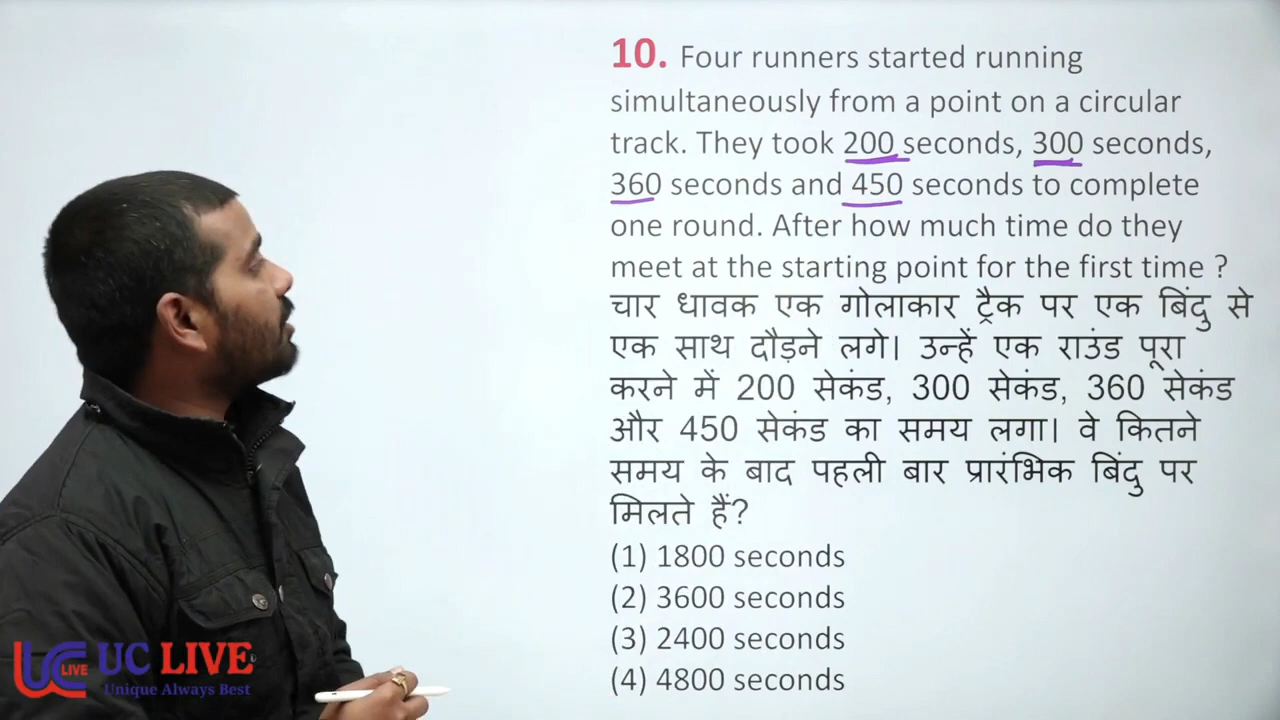 10. Four runners started running
simultaneously from a point on a circular
track. They took 200 seconds, 300 seconds,
360 seconds and 450 seconds to complete
one round. After how much time do they
meet at the starting point for the first time ?
चार धावक एक गोलाकार ट्रैक पर एक बिंदु से
एक साथ दौड़ने लगे। उन्हें एक राउंड पूरा
करने में 200 सेकंड, 300 सेकंड, 360 सेकंड
और 450 सेकंड का समय लगा। वे कितने
समय के बाद पहली बार प्रारंभिक बिंदु पर
मिलते हैं?
(1) 1800 seconds
(2) 3600 seconds
(3) 2400 seconds
(4) 4800 seconds
UC LIVE UC LIVE
Unique Always Best